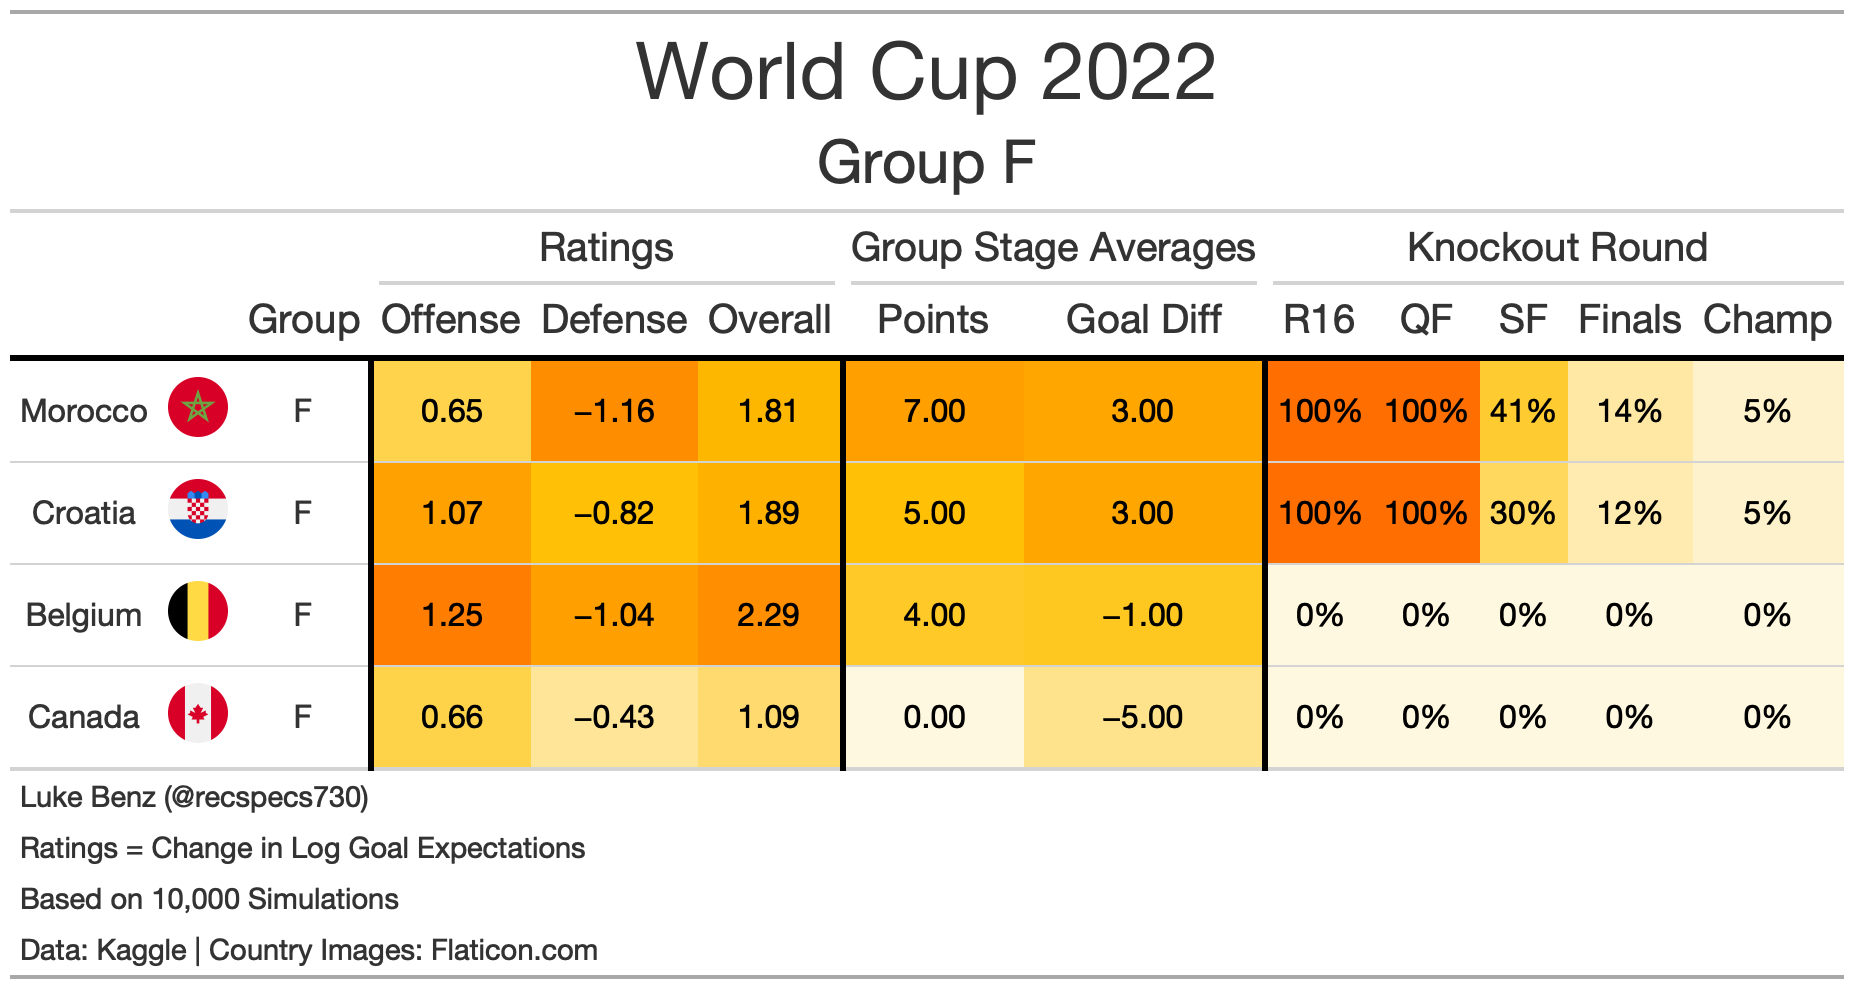 World Cup 2022
Group F
Ratings Group Stage Averages Knockout Round
Group Offense Defense Overall Points Goal Diff R16 QF SF Finals Champ
Morocco F 0.65 −1.16 1.81 7.00 3.00 100% 100% 41% 14% 5%
Croatia F 1.07 −0.82 1.89 5.00 3.00 100% 100% 30% 12% 5%
Belgium F 1.25 −1.04 2.29 4.00 −1.00 0% 0% 0% 0% 0%
Canada F 0.66 −0.43 1.09 0.00 −5.00 0% 0% 0% 0% 0%
Luke Benz (@recspecs730)
Ratings = Change in Log Goal Expectations
Based on 10,000 Simulations
Data: Kaggle | Country Images: Flaticon.com